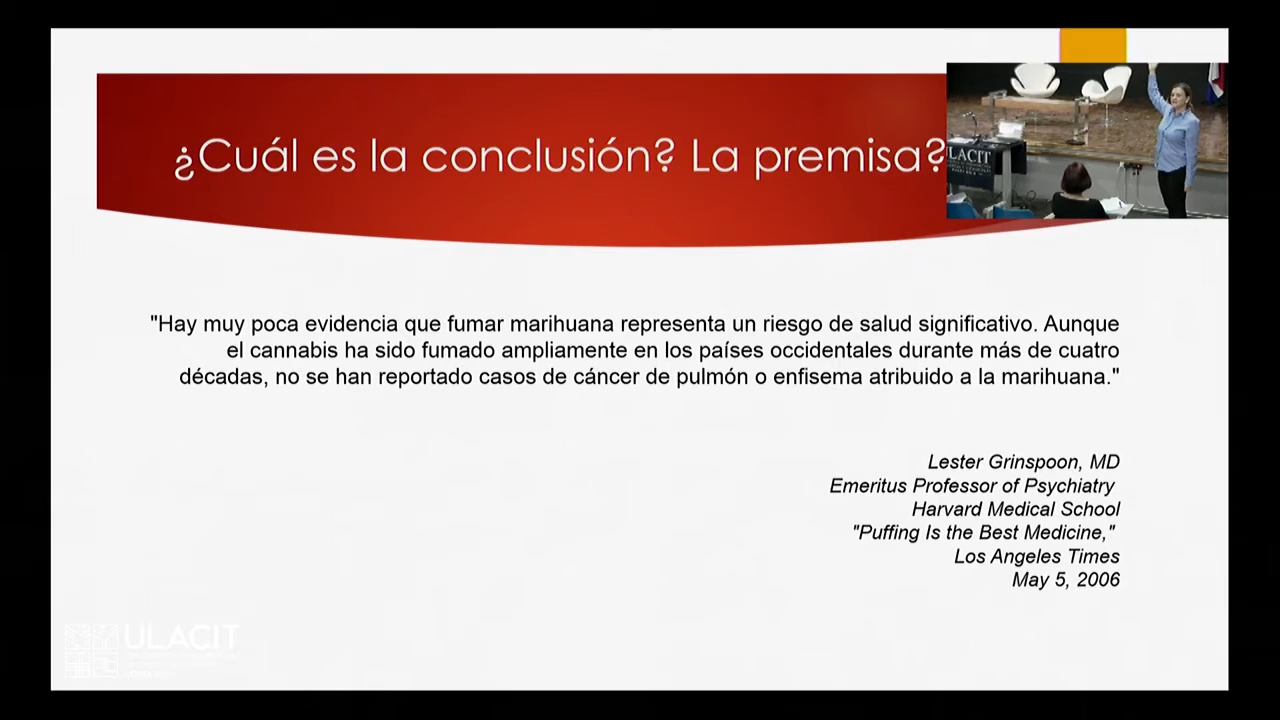 ¿Cuál es la conclusión? La premisa?
LACIT
"Hay muy poca evidencia que fumar marihuana representa un riesgo de salud significativo. Aunque
el cannabis ha sido fumado ampliamente en los países occidentales durante más de cuatro
décadas, no se han reportado casos de cáncer de pulmón o enfisema atribuido a la marihuana."
Lester Grinspoon, MD
Emeritus Professor of Psychiatry
Harvard Medical School
"Puffing Is the Best Medicine,"
Los Angeles Times
May 5, 2006
ULACIT